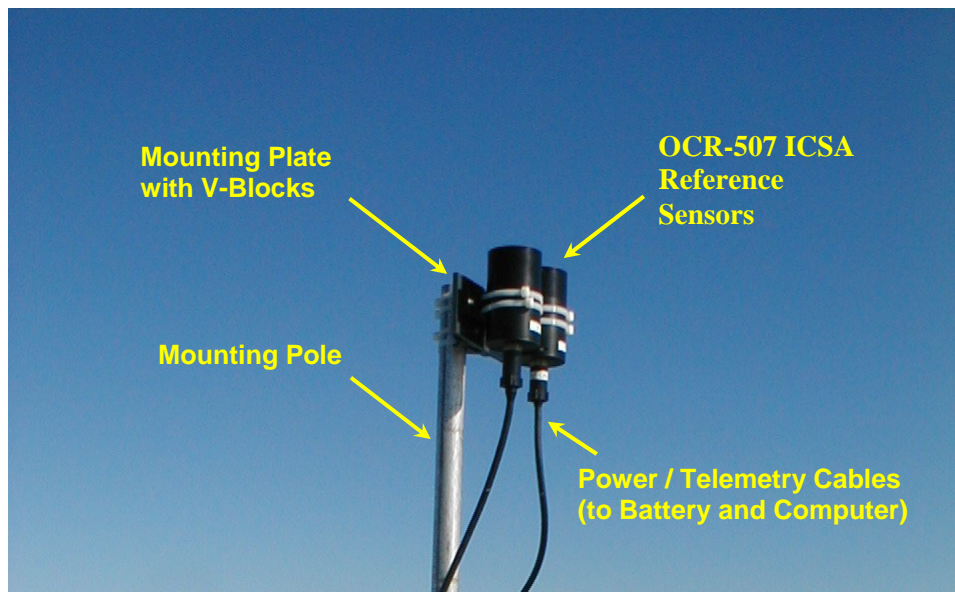 Mounting Plate
with V-Blocks
OCR-507 ICSA
Reference
Sensors
Mounting Pole
Power / Telemetry Cables
(to Battery and Computer)